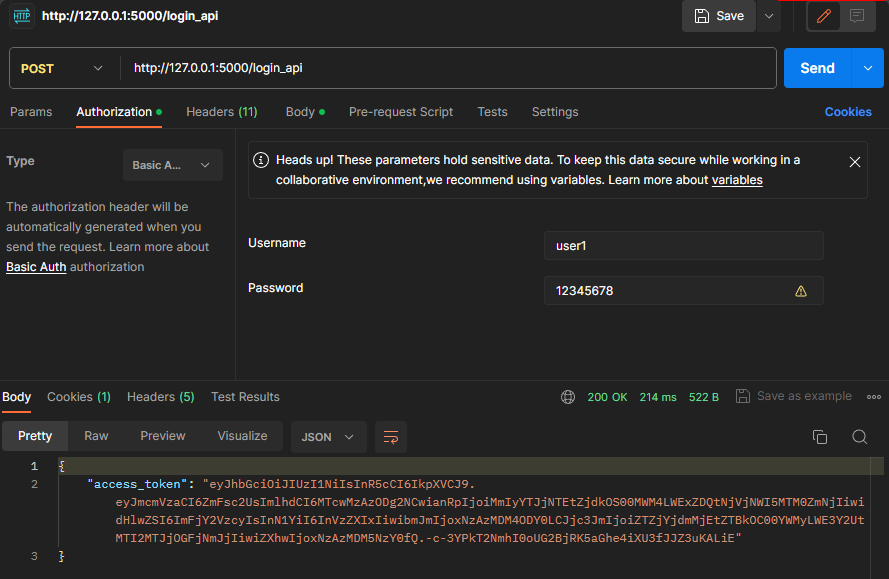 HTTP http://127.0.0.1:5000/login_api Save
POST http://127.0.0.1:5000/login_api Send
Params Authorization Headers (11) Body Pre-request Script Tests Settings Cookies
Type Basic A...
The authorization header will be
automatically generated when you
send the request. Learn more about
Basic Auth authorization
Heads up! These parameters hold sensitive data. To keep this data secure while working in a
collaborative environment,we recommend using variables. Learn more about variables
Username user1
Password 12345678
Body Cookies (1) Headers (5) Test Results 200 OK 214 ms 522 B Save as example
Pretty Raw Preview Visualize JSON
1 {
2 "access_token": "eyJhbGciOiJIUzI1NiIsInR5cCI6IkpXVCJ9.
eyJmcmVzaCI6ZmFsc2UsImlhdCI6MTcwMzAzODg2NCwianRpIjoiMmIyYTJjNTEtZjdkOS00MWM4LWExZDQtNjVjNWI5MTM0ZmNjIiwi
dHlwZSI6ImFjY2VzcyIsInN1YiI6InVzZXIxIiwibmJmIjoxNzAzMDM4ODY0LCJjc3JmIjoiZTZjYjdmMjEtZTBkOC00YWMyLWE3Y2Ut
MTI2MTJjOGFjNmJjIiwiZXhwIjoxNzAzMDM5NzY0fQ.-c-3YPkT2NmhI0oUG2BjRK5aGhe4iXU3fJJZ3uKALiE"
3 }